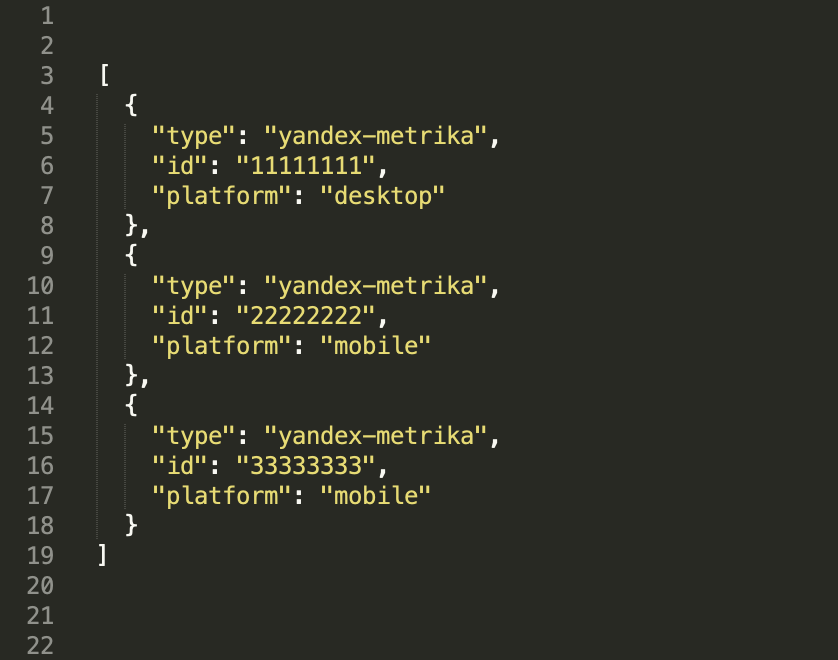 1
2
3 [
4 {
5 "type": "yandex-metrika",
6 "id": "11111111",
7 "platform": "desktop"
8 },
9 {
10 "type": "yandex-metrika",
11 "id": "22222222",
12 "platform": "mobile"
13 },
14 {
15 "type": "yandex-metrika",
16 "id": "33333333",
17 "platform": "mobile"
18 }
19 ]
20
21
22